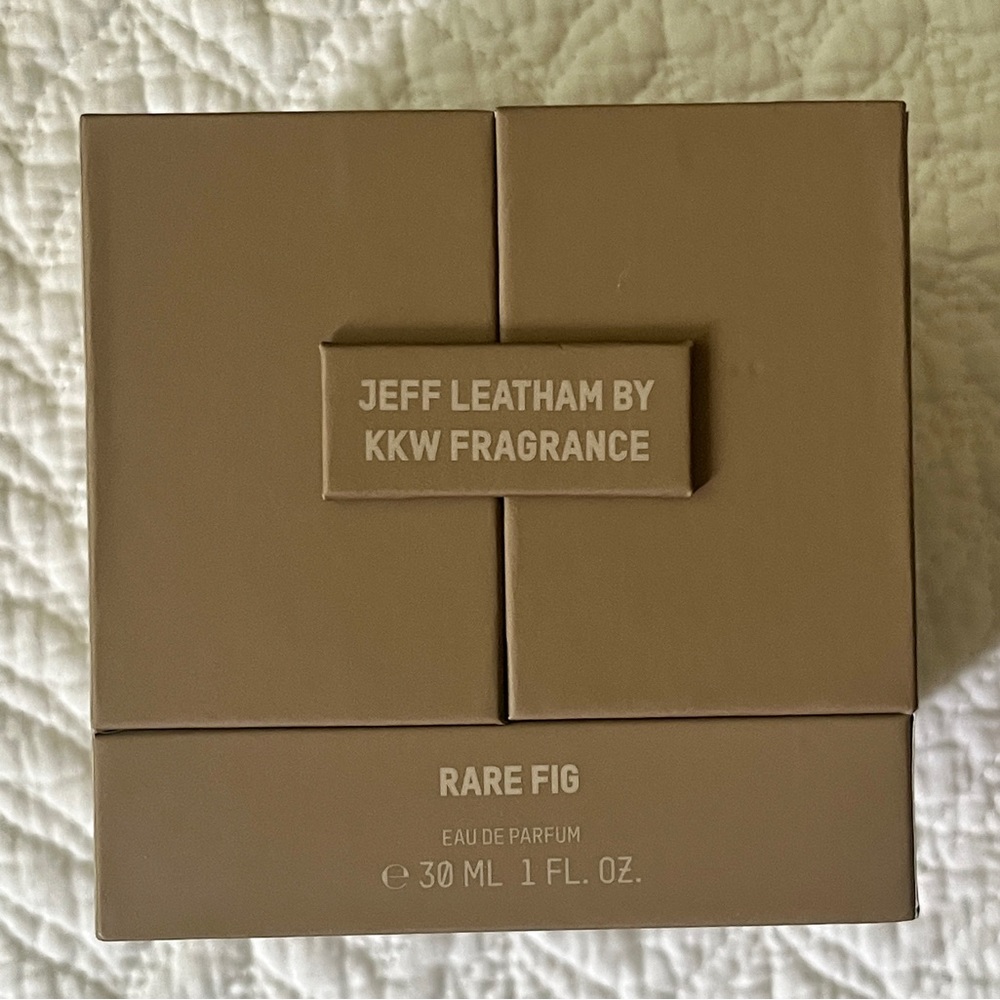 JEFF LEATHAM BY
KKW FRAGRANCE
RARE FIG
EAU DE PARFUM
℮ 30 ML 1 FL. OZ.